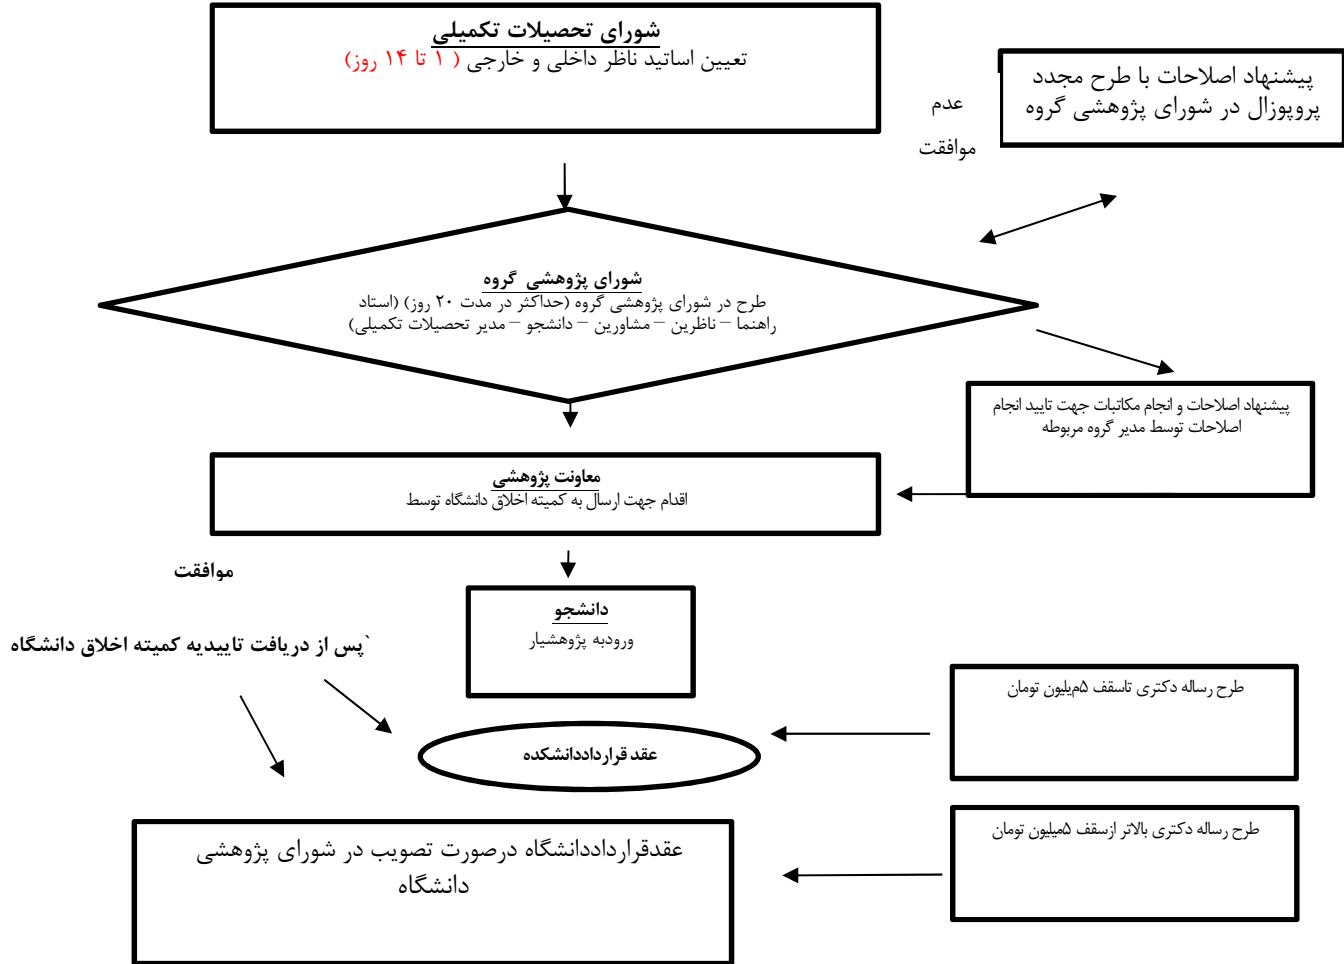 شورای تحصیلات تکمیلی
تعیین اساتید ناظر داخلی و خارجی ( ۱ تا ۱۴ روز)
پیشنهاد اصلاحات با طرح مجدد
پروپوزال در شورای پژوهشی گروه
عدم
موافقت
شورای پژوهشی گروه
طرح در شورای پژوهشی گروه (حداکثر در مدت ۲۰ روز) (استاد
راهنما – ناظرین – مشاورین – دانشجو – مدیر تحصیلات تکمیلی)
پیشنهاد اصلاحات و انجام مکاتبات جهت تایید انجام
اصلاحات توسط مدیر گروه مربوطه
معاونت پژوهشی
اقدام جهت ارسال به کمیته اخلاق دانشگاه توسط
موافقت
دانشجو
ورودبه پژوهشیار
`پس از دریافت تاییدیه کمیته اخلاق دانشگاه
طرح رساله دکتری تاسقف ۵میلیون تومان
عقد قرارداددانشکده
طرح رساله دکتری بالاتر ازسقف ۵میلیون تومان
عقدقرارداددانشگاه درصورت تصویب در شورای پژوهشی
دانشگاه